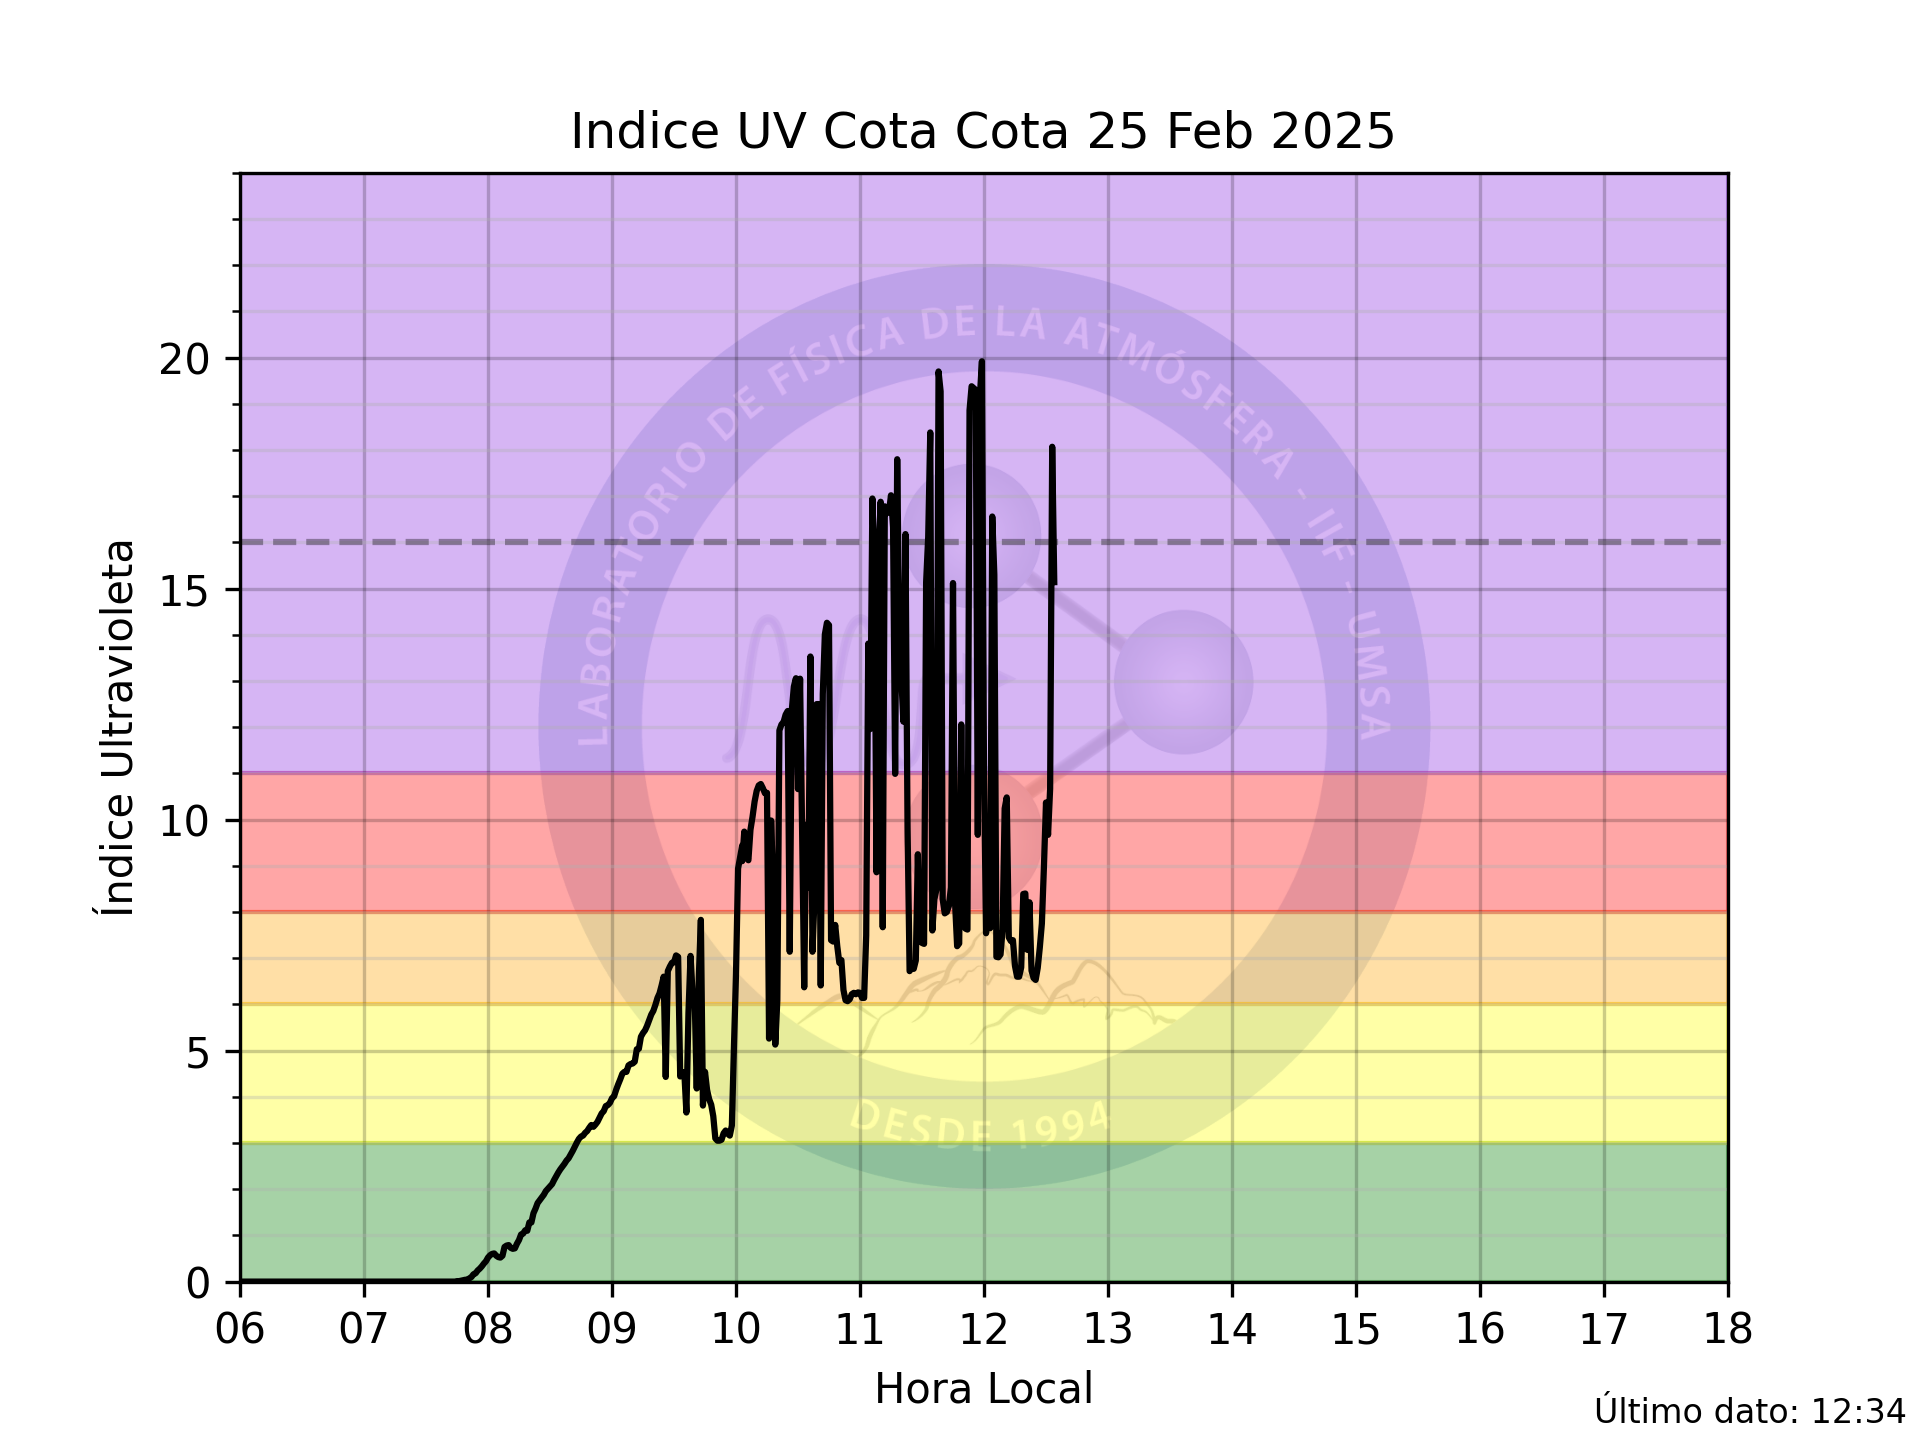 Indice UV Cota Cota 25 Feb 2025
Índice Ultravioleta
20
15
10
5
0
06 07 08 09 10 11 12 13 14 15 16 17 18
Hora Local
LABORATORIO DE FÍSICA DE LA ATMÓSFERA - IIF - UMSA
DESDE 1994
Último dato: 12:34